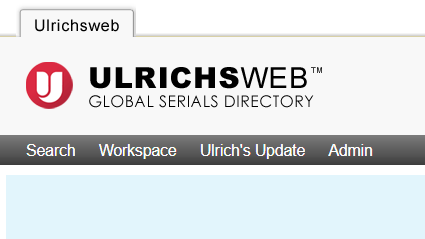 Ulrichsweb
ULRICHSWEB™
GLOBAL SERIALS DIRECTORY
Search Workspace Ulrich's Update Admin